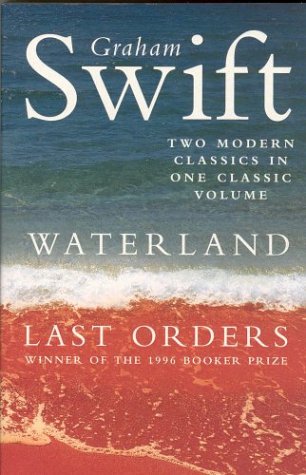 Graham
Swift
TWO MODERN
CLASSICS IN
ONE CLASSIC
VOLUME
WATERLAND
LAST ORDERS
WINNER OF THE 1996 BOOKER PRIZE